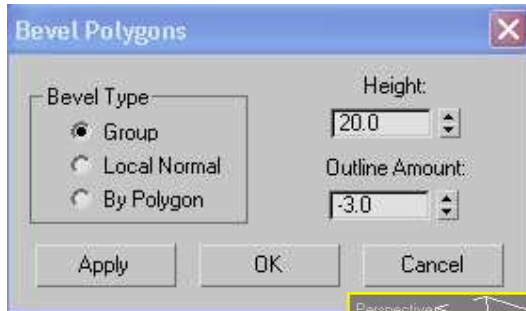 Bevel Polygons
Bevel Type
Group
Local Normal
By Polygon
Height:
20.0
Outline Amount:
-3.0
Apply
OK
Cancel
Perspective